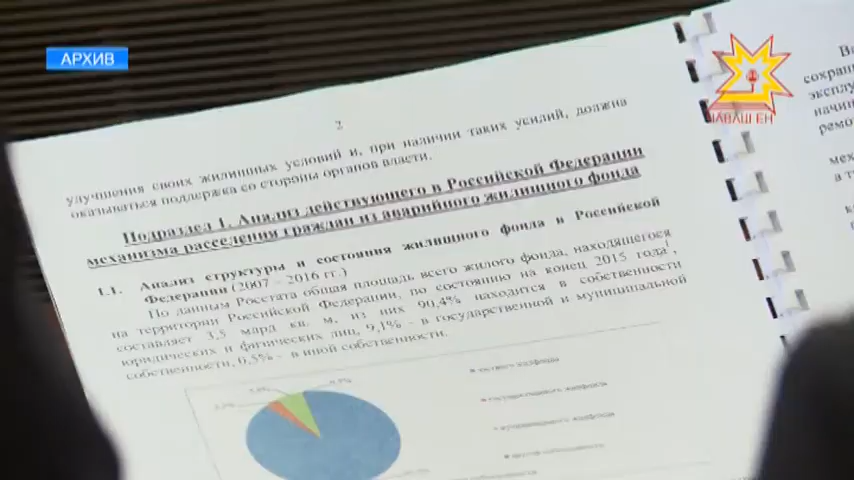 АРХИВ
ЧӐВАШ ЕН
2
улучшения своих жилищных условий и, при наличии таких усилий, должна
оказываться поддержка со стороны органов власти.
Подраздел 1. Анализ действующего в Российской Федерации
механизма расселения граждан из аварийного жилищного фонда
1.1. Анализ структуры и состояния жилищного фонда в Российской
Федерации (2007 – 2016 гг.)
По данным Росстата общая площадь всего жилого фонда, находящегося
на территории Российской Федерации, по состоянию на конец 2015 года¹,
составляет 3,5 млрд кв. м, из них 90,4% находится в собственности
юридических и физических лиц, 9,1% - в государственной и муниципальной
собственности, 0,5% - в иной собственности.